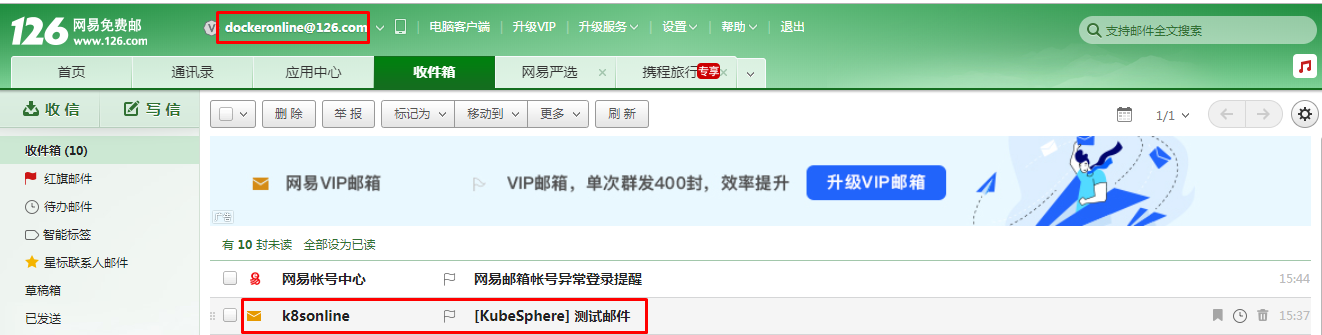 126 网易免费邮
www.126.com
dockeronline@126.com 电脑客户端 升级VIP 升级服务 设置 帮助 退出
支持邮件全文搜索
首页 通讯录 应用中心 收件箱 网易严选 × 携程旅行 专享 ×
收信 写信
删除 举报 标记为 移动到 更多 刷新 1/1
收件箱 (10)
红旗邮件
待办邮件
智能标签
星标联系人邮件
草稿箱
已发送
网易VIP邮箱 VIP邮箱，单次群发400封，效率提升 升级VIP邮箱
广告
有 10 封未读 全部设为已读
网易帐号中心 网易邮箱帐号异常登录提醒 15:44
k8sonline [KubeSphere] 测试邮件 15:37